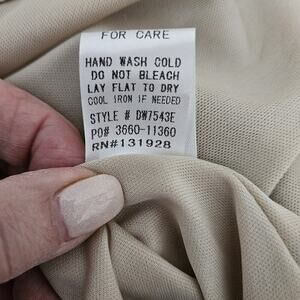 FOR CARE
HAND WASH COLD
DO NOT BLEACH
LAY FLAT TO DRY
COOL IRON IF NEEDED
STYLE # DW7543E
PO# 3660-11360
RN#131928